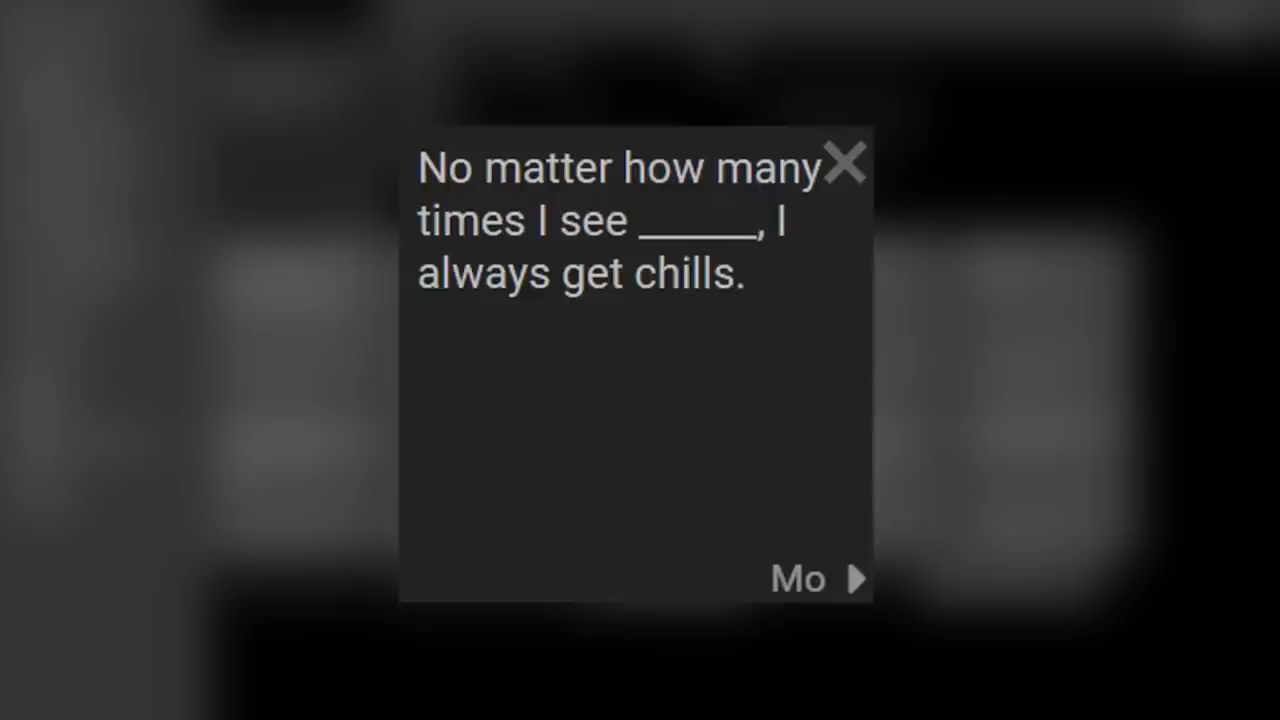 No matter how many
times I see ______, I
always get chills.
Mo